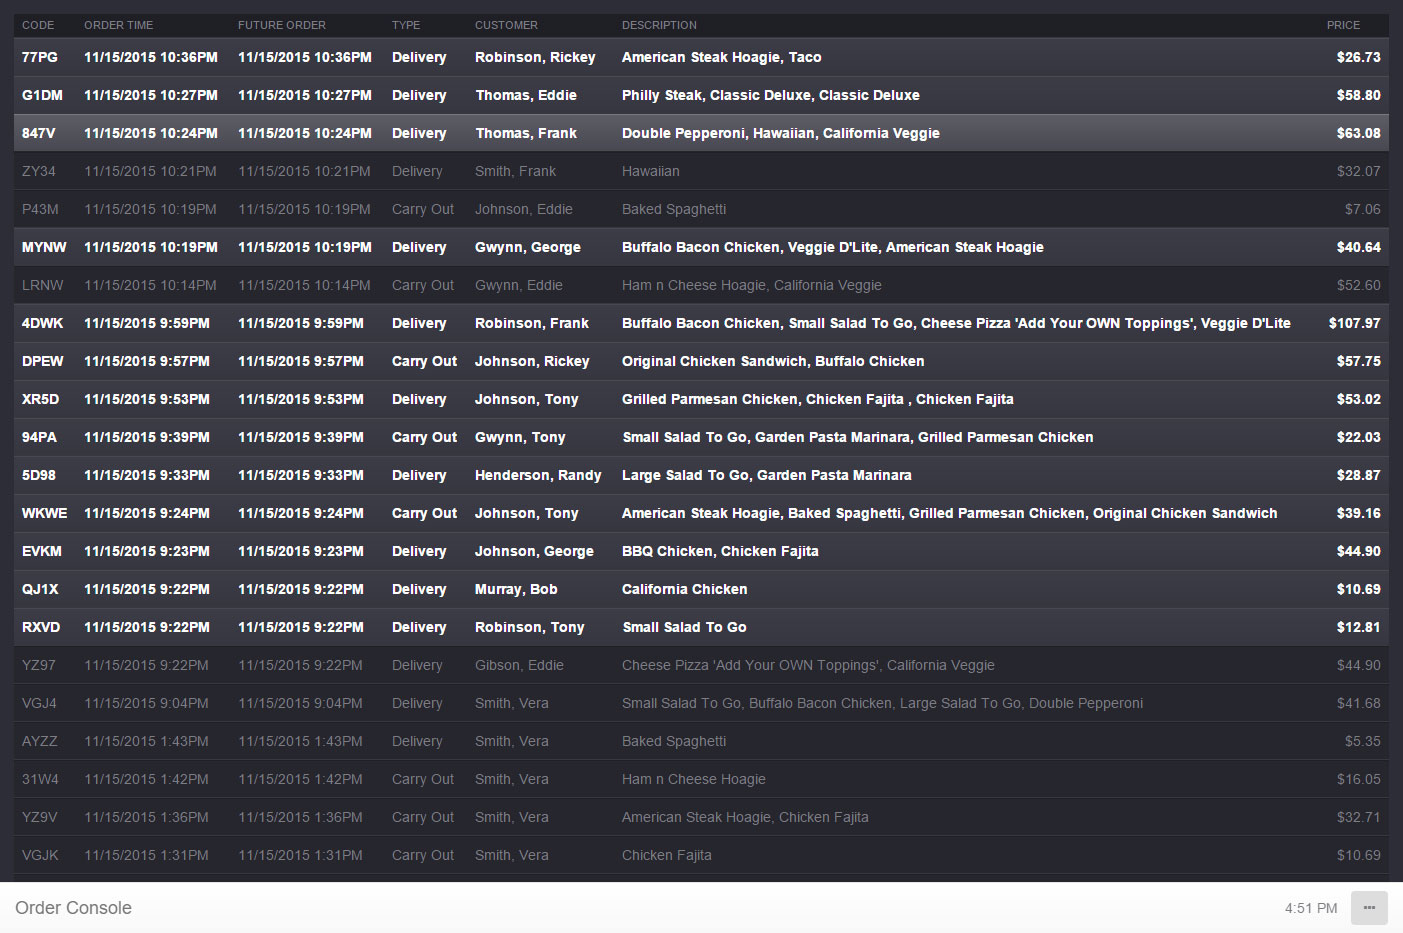 CODE ORDER TIME FUTURE ORDER TYPE CUSTOMER DESCRIPTION PRICE
77PG 11/15/2015 10:36PM 11/15/2015 10:36PM Delivery Robinson, Rickey American Steak Hoagie, Taco $26.73
G1DM 11/15/2015 10:27PM 11/15/2015 10:27PM Delivery Thomas, Eddie Philly Steak, Classic Deluxe, Classic Deluxe $58.80
847V 11/15/2015 10:24PM 11/15/2015 10:24PM Delivery Thomas, Frank Double Pepperoni, Hawaiian, California Veggie $63.08
ZY34 11/15/2015 10:21PM 11/15/2015 10:21PM Delivery Smith, Frank Hawaiian $32.07
P43M 11/15/2015 10:19PM 11/15/2015 10:19PM Carry Out Johnson, Eddie Baked Spaghetti $7.06
MYNW 11/15/2015 10:19PM 11/15/2015 10:19PM Delivery Gwynn, George Buffalo Bacon Chicken, Veggie D'Lite, American Steak Hoagie $40.64
LRNW 11/15/2015 10:14PM 11/15/2015 10:14PM Carry Out Gwynn, Eddie Ham n Cheese Hoagie, California Veggie $52.60
4DWK 11/15/2015 9:59PM 11/15/2015 9:59PM Delivery Robinson, Frank Buffalo Bacon Chicken, Small Salad To Go, Cheese Pizza 'Add Your OWN Toppings', Veggie D'Lite $107.97
DPEW 11/15/2015 9:57PM 11/15/2015 9:57PM Carry Out Johnson, Rickey Original Chicken Sandwich, Buffalo Chicken $57.75
XR5D 11/15/2015 9:53PM 11/15/2015 9:53PM Delivery Johnson, Tony Grilled Parmesan Chicken, Chicken Fajita , Chicken Fajita $53.02
94PA 11/15/2015 9:39PM 11/15/2015 9:39PM Carry Out Gwynn, Tony Small Salad To Go, Garden Pasta Marinara, Grilled Parmesan Chicken $22.03
5D98 11/15/2015 9:33PM 11/15/2015 9:33PM Delivery Henderson, Randy Large Salad To Go, Garden Pasta Marinara $28.87
WKWE 11/15/2015 9:24PM 11/15/2015 9:24PM Carry Out Johnson, Tony American Steak Hoagie, Baked Spaghetti, Grilled Parmesan Chicken, Original Chicken Sandwich $39.16
EVKM 11/15/2015 9:23PM 11/15/2015 9:23PM Delivery Johnson, George BBQ Chicken, Chicken Fajita $44.90
QJ1X 11/15/2015 9:22PM 11/15/2015 9:22PM Delivery Murray, Bob California Chicken $10.69
RXVD 11/15/2015 9:22PM 11/15/2015 9:22PM Delivery Robinson, Tony Small Salad To Go $12.81
YZ97 11/15/2015 9:22PM 11/15/2015 9:22PM Delivery Gibson, Eddie Cheese Pizza 'Add Your OWN Toppings', California Veggie $44.90
VGJ4 11/15/2015 9:04PM 11/15/2015 9:04PM Delivery Smith, Vera Small Salad To Go, Buffalo Bacon Chicken, Large Salad To Go, Double Pepperoni $41.68
AYZZ 11/15/2015 1:43PM 11/15/2015 1:43PM Delivery Smith, Vera Baked Spaghetti $5.35
31W4 11/15/2015 1:42PM 11/15/2015 1:42PM Carry Out Smith, Vera Ham n Cheese Hoagie $16.05
YZ9V 11/15/2015 1:36PM 11/15/2015 1:36PM Carry Out Smith, Vera American Steak Hoagie, Chicken Fajita $32.71
VGJK 11/15/2015 1:31PM 11/15/2015 1:31PM Carry Out Smith, Vera Chicken Fajita $10.69
Order Console 4:51 PM